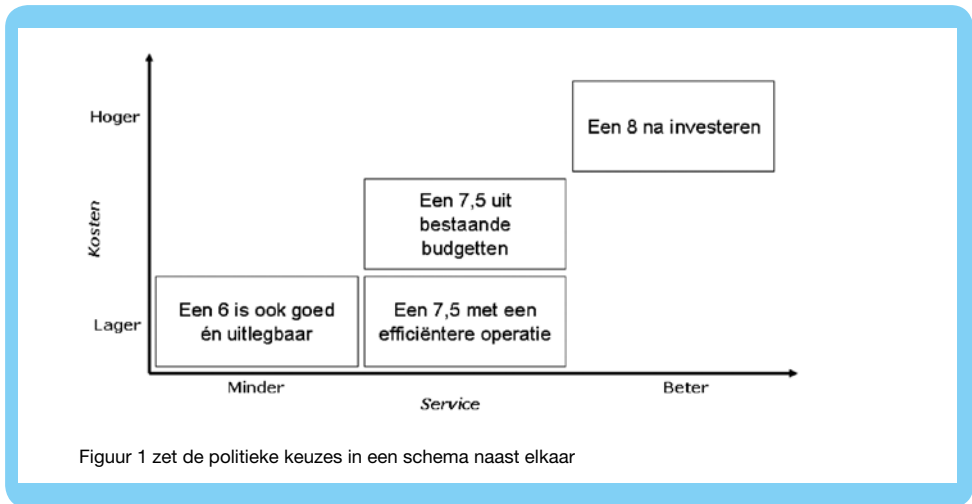 Hoger
Een 8 na investeren
Kosten
Een 7,5 uit
bestaande
budgetten
Lager
Een 6 is ook goed
én uitlegbaar
Een 7,5 met een
efficiëntere operatie
Minder
Beter
Service
Figuur 1 zet de politieke keuzes in een schema naast elkaar